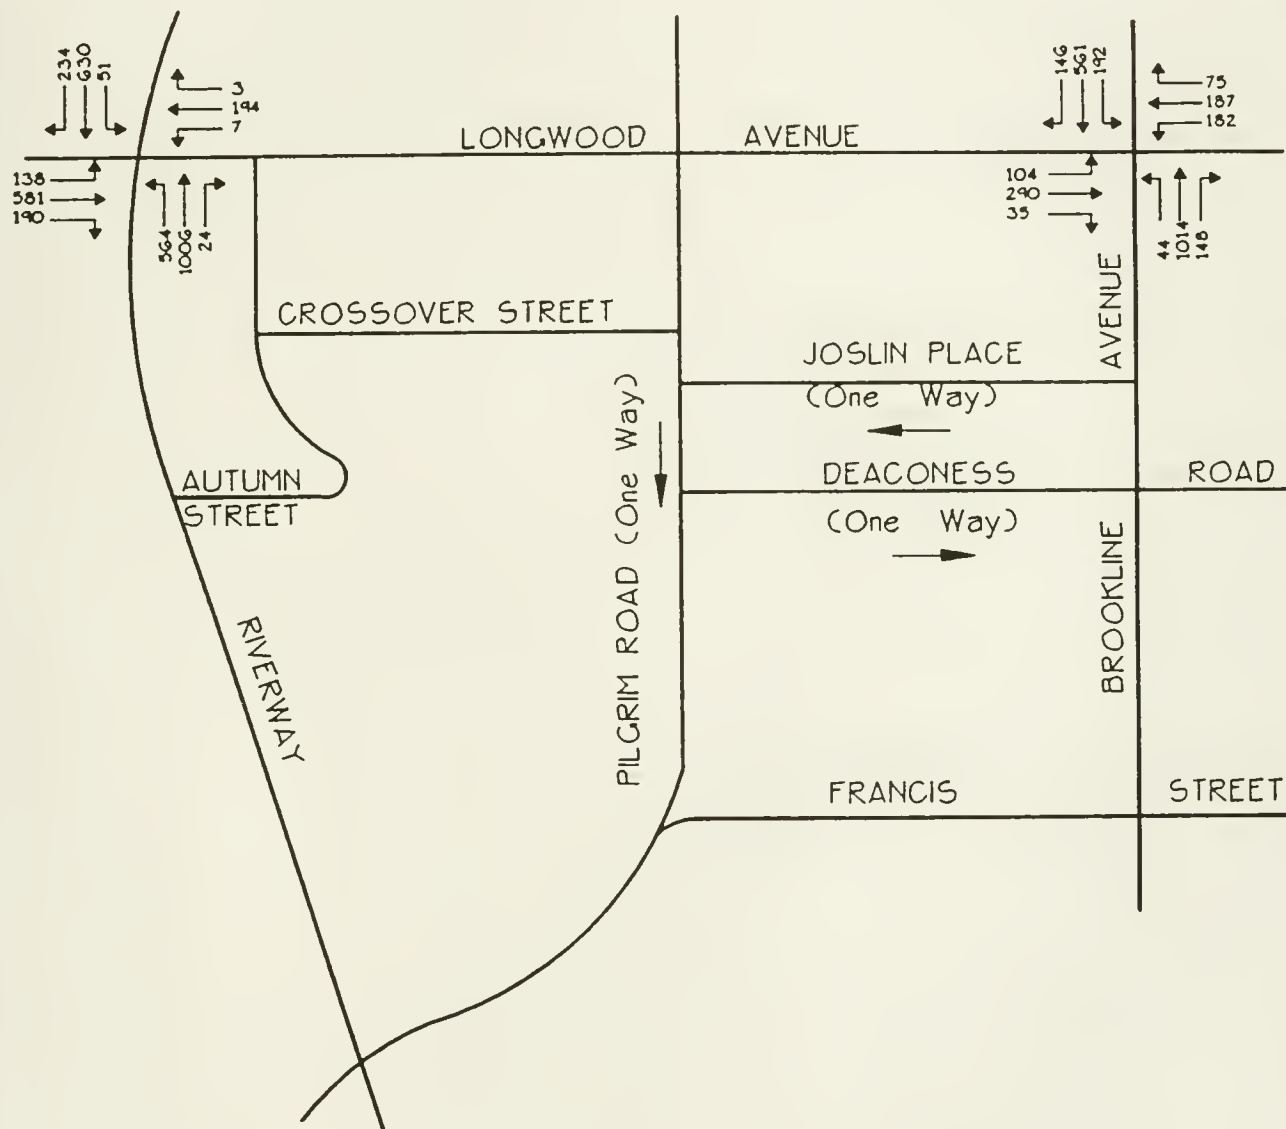 234
630
51
3
194
7
146
561
192
75
187
182
LONGWOOD AVENUE
138
581
190
564
1006
24
104
290
35
44
1014
148
CROSSOVER STREET
JOSLIN PLACE
(One Way)
AUTUMN
STREET
DEACONESS ROAD
(One Way)
PILGRIM ROAD (One Way)
BROOKLINE AVENUE
RIVERWAY
FRANCIS STREET